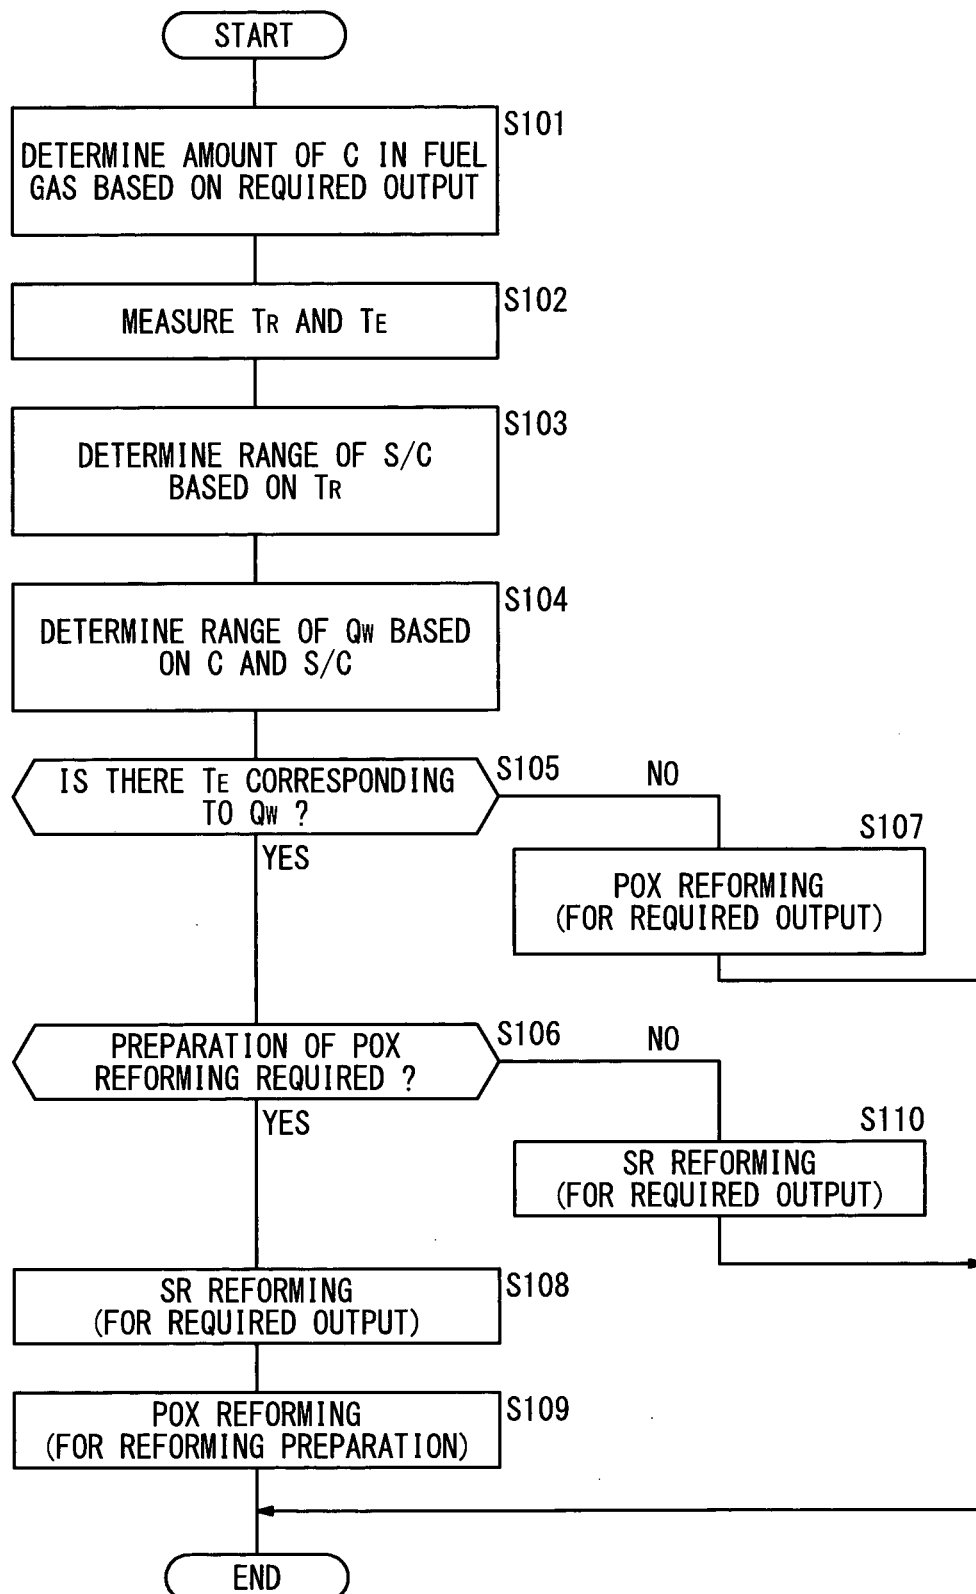 START
S101
DETERMINE AMOUNT OF C IN FUEL
GAS BASED ON REQUIRED OUTPUT
S102
MEASURE TR AND TE
S103
DETERMINE RANGE OF S/C
BASED ON TR
S104
DETERMINE RANGE OF QW BASED
ON C AND S/C
S105
IS THERE TE CORRESPONDING
TO QW ?
NO
YES
S107
POX REFORMING
(FOR REQUIRED OUTPUT)
S106
PREPARATION OF POX
REFORMING REQUIRED ?
NO
YES
S110
SR REFORMING
(FOR REQUIRED OUTPUT)
S108
SR REFORMING
(FOR REQUIRED OUTPUT)
S109
POX REFORMING
(FOR REFORMING PREPARATION)
END